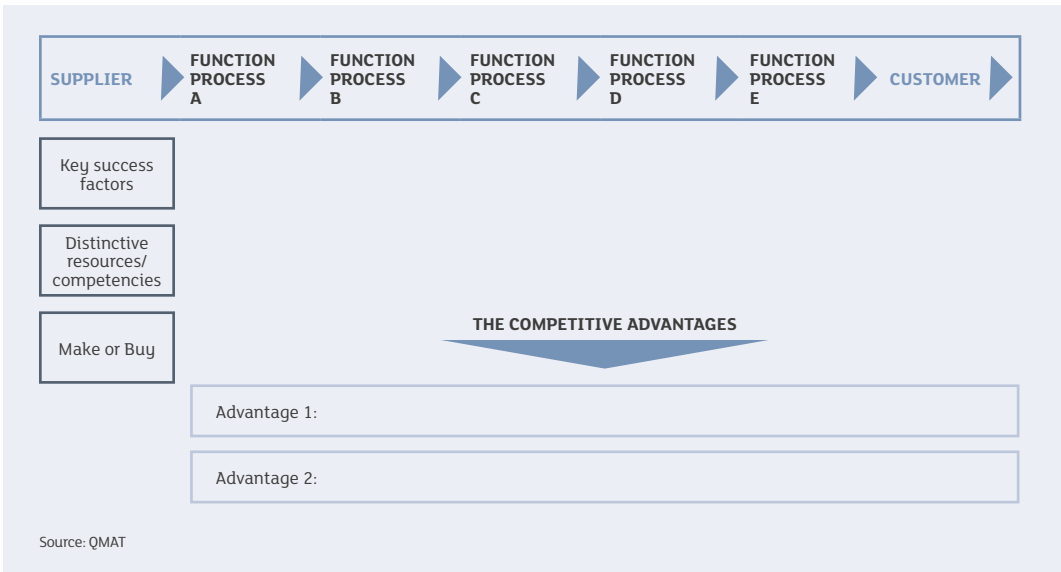 SUPPLIER
FUNCTION
PROCESS
A
FUNCTION
PROCESS
B
FUNCTION
PROCESS
C
FUNCTION
PROCESS
D
FUNCTION
PROCESS
E
CUSTOMER
Key success
factors
Distinctive
resources/
competencies
Make or Buy
THE COMPETITIVE ADVANTAGES
Advantage 1:
Advantage 2:
Source: QMAT